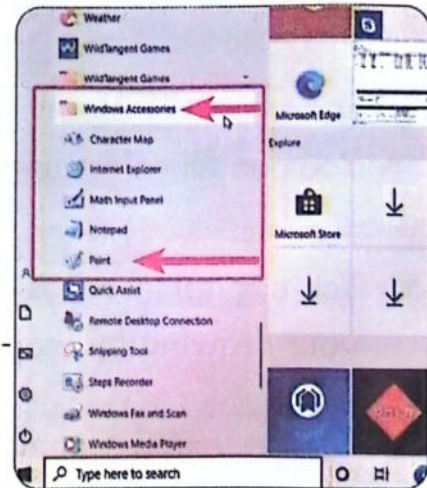 Weather
WildTangent Games
WildTangent Games
Windows Accessories
Character Map
Internet Explorer
Math Input Panel
Notepad
Paint
Quick Assist
Remote Desktop Connection
Snipping Tool
Steps Recorder
Windows Fax and Scan
Windows Media Player
Type here to search
Microsoft Edge
Explore
Microsoft Store